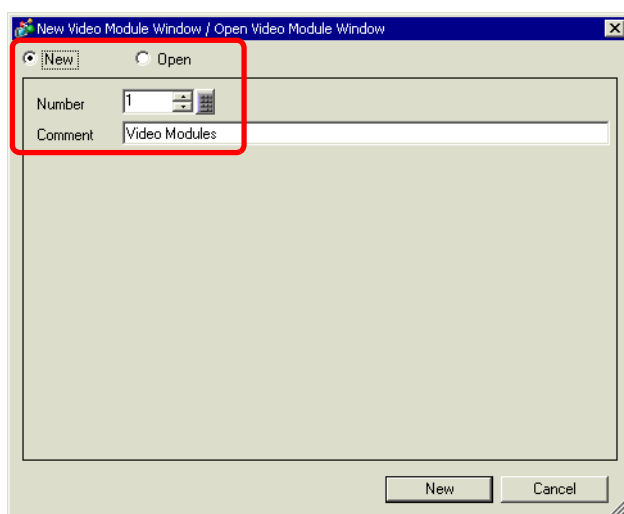 New Video Module Window / Open Video Module Window
New Open
Number 1
Comment Video Modules
New Cancel